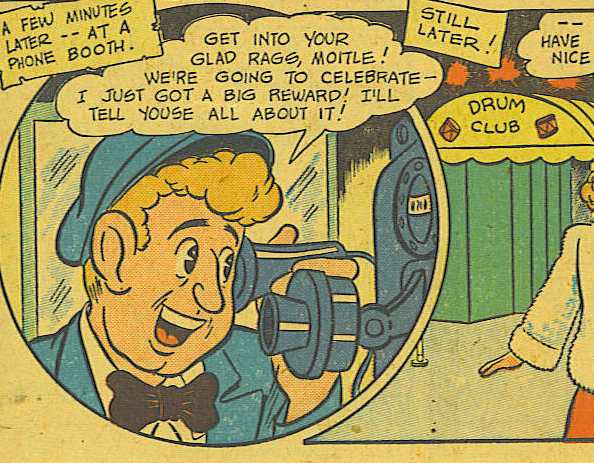 A FEW MINUTES
LATER -- AT A
PHONE BOOTH.
GET INTO YOUR
GLAD RAGS, MOITLE!
WE'RE GOING TO CELEBRATE—
I JUST GOT A BIG REWARD! I'LL
TELL YOUSE ALL ABOUT IT!
STILL
LATER!
--
HAVE
NICE
DRUM
CLUB